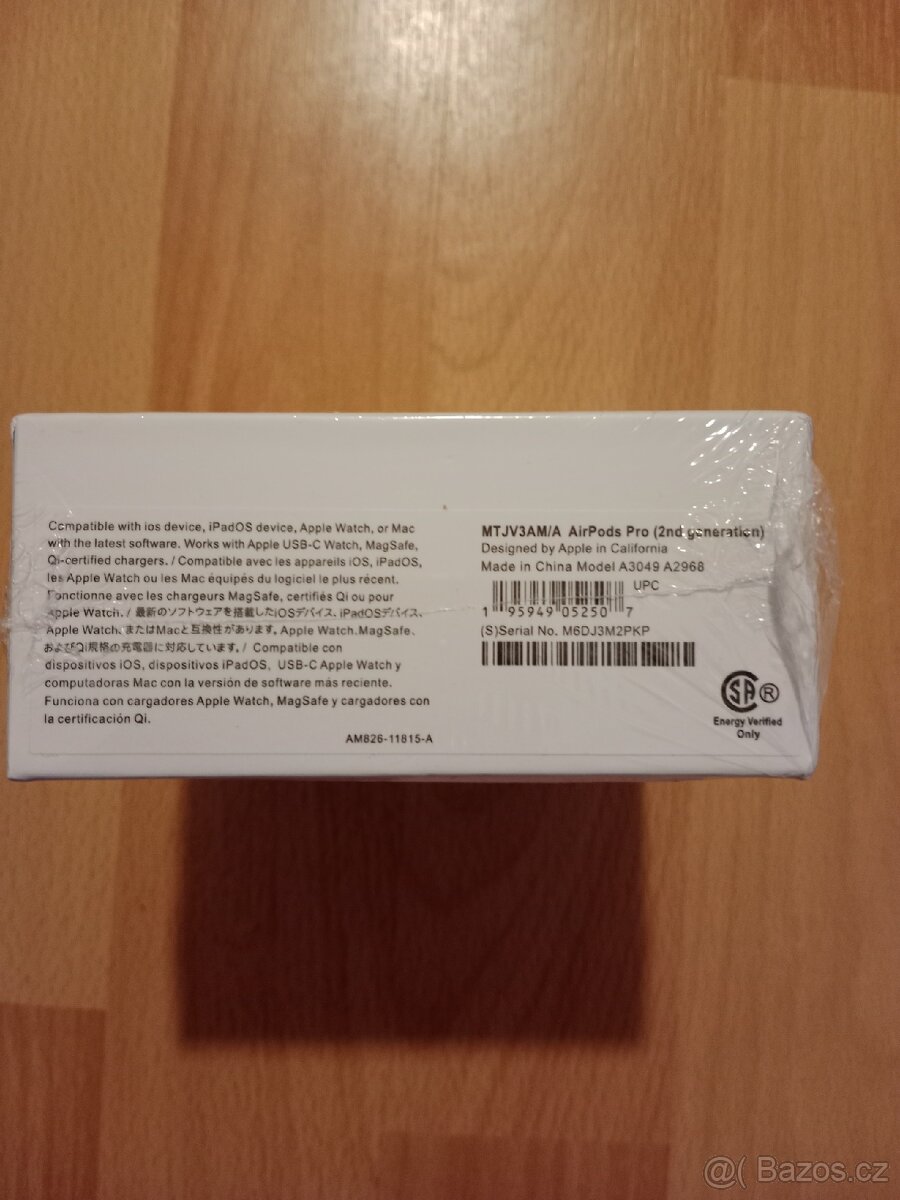 Compatible with ios device, iPadOS device, Apple Watch, or Mac
with the latest software. Works with Apple USB-C Watch, MagSafe,
Qi-certified chargers. / Compatible avec les appareils iOS, iPadOS,
les Apple Watch ou les Mac équipés du logiciel le plus récent.
Fonctionne avec les chargeurs MagSafe, certifiés Qi ou pour
Apple Watch. / 最新のソフトウェアを搭載したiOSデバイス、iPadOSデバイス、
Apple Watch、またはMacと互換性があります。Apple Watch、MagSafe、
およびQi規格の充電器に対応しています。/ Compatible con
dispositivos iOS, dispositivos iPadOS, USB-C Apple Watch y
computadoras Mac con la versión de software más reciente.
Funciona con cargadores Apple Watch, MagSafe y cargadores con
la certificación Qi.
AM826-11815-A
MTJV3AM/A AirPods Pro (2nd generation)
Designed by Apple in California
Made in China Model A3049 A2968
UPC
1 95949 05250 7
(S)Serial No. M6DJ3M2PKP
SA ®
Energy Verified
Only
@( Bazos.cz